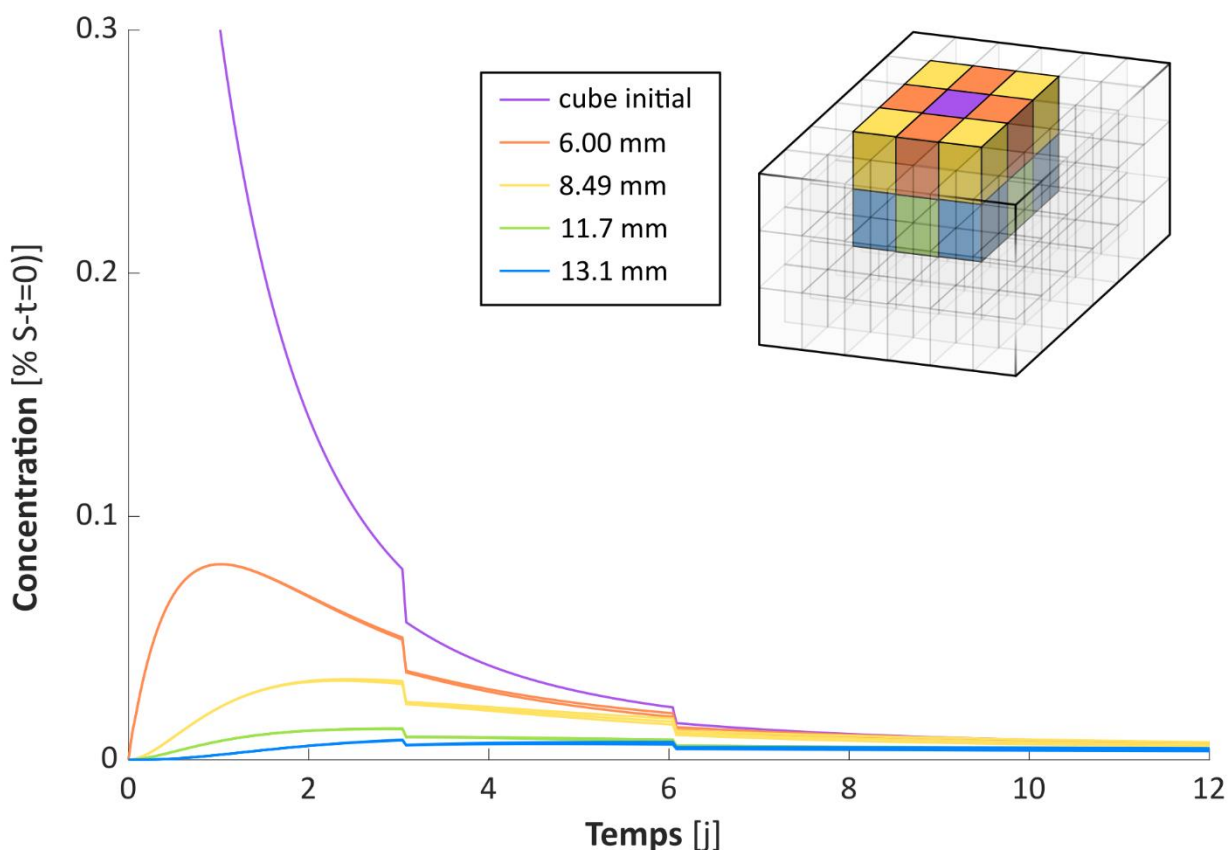 0.3
0.2
0.1
0
Concentration [% S-t=0)]
cube initial
6.00 mm
8.49 mm
11.7 mm
13.1 mm
0 2 4 6 8 10 12
Temps [j]